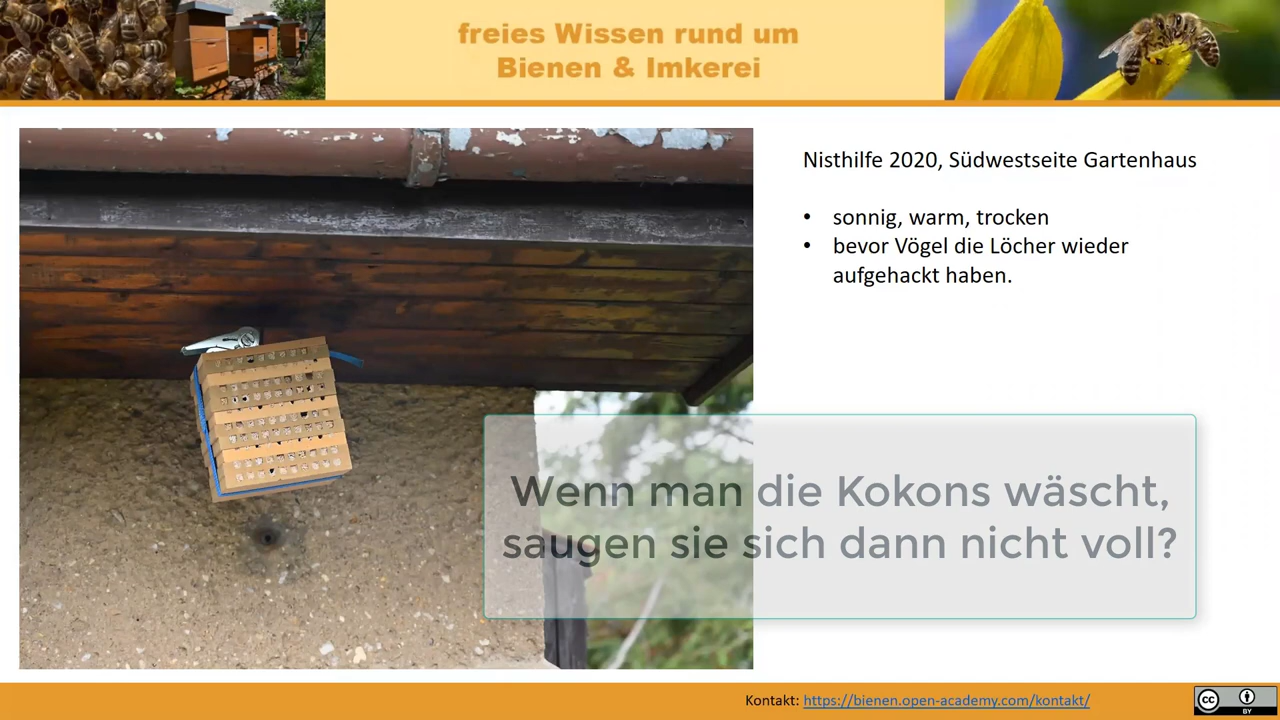 freies Wissen rund um
Bienen & Imkerei
Nisthilfe 2020, Südwestseite Gartenhaus
• sonnig, warm, trocken
• bevor Vögel die Löcher wieder
aufgehackt haben.
Wenn man die Kokons wäscht,
saugen sie sich dann nicht voll?
Kontakt: https://bienen.open-academy.com/kontakt/
cc
BY